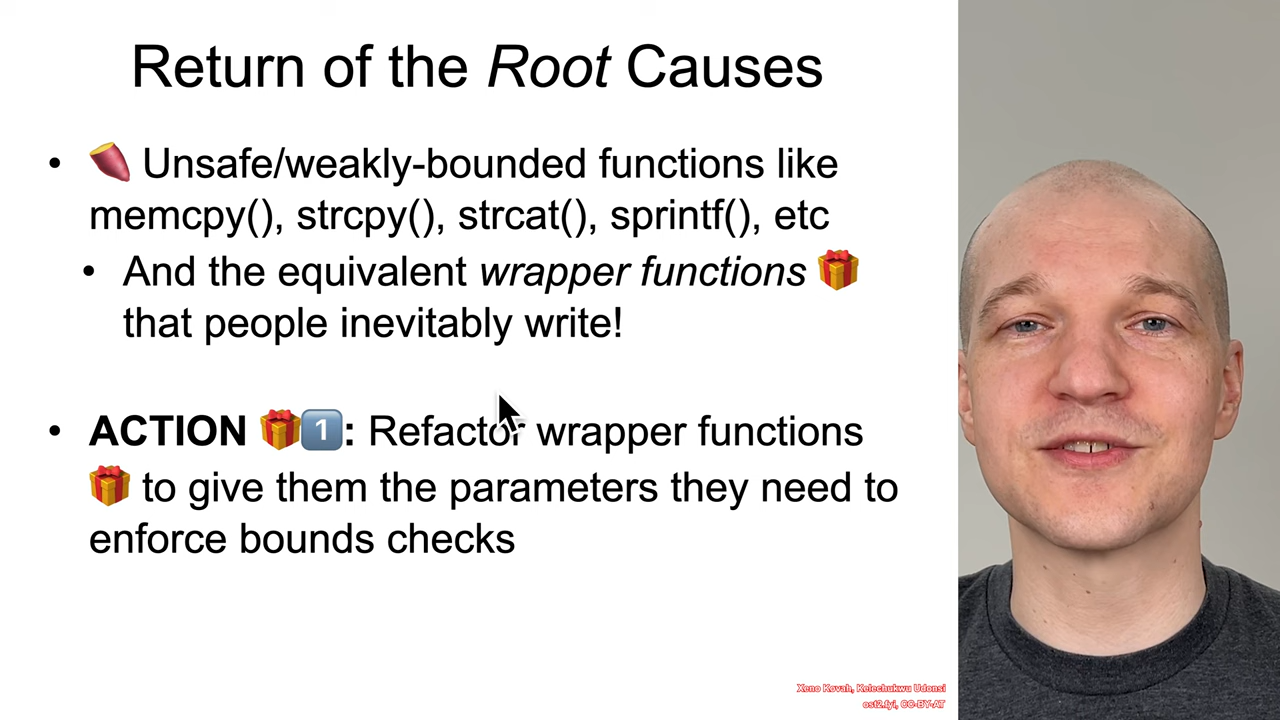 Return of the Root Causes
• 🍠 Unsafe/weakly-bounded functions like
memcpy(), strcpy(), strcat(), sprintf(), etc
• And the equivalent wrapper functions 🎁
that people inevitably write!
• ACTION 🎁1️⃣: Refactor wrapper functions
🎁 to give them the parameters they need to
enforce bounds checks
Xeno Kovah, Kelechukwu Udonsi
ost2.fyi, CC-BY-AT